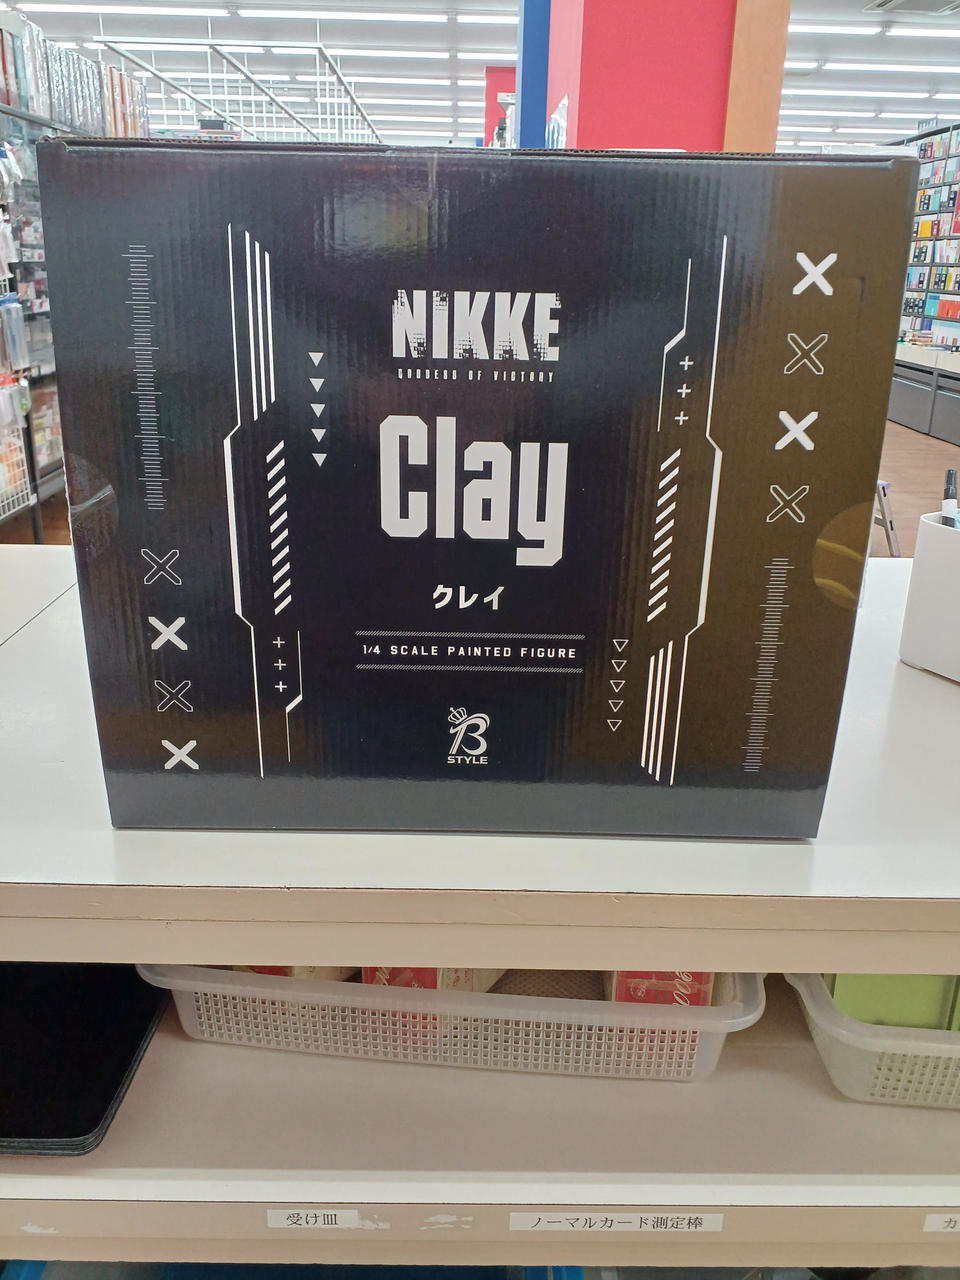 NIKKE
GODDESS OF VICTORY
Clay
クレイ
1/4 SCALE PAINTED FIGURE
B
STYLE
受け皿
ノーマルカード測定棒
カ